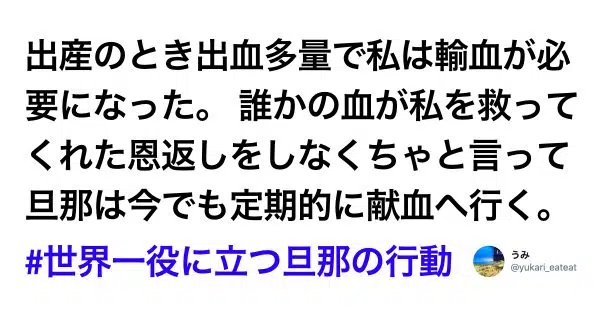 出産のとき出血多量で私は輸血が必
要になった。 誰かの血が私を救って
くれた恩返しをしなくちゃと言って
旦那は今でも定期的に献血へ行く。
#世界一役に立つ旦那の行動
うみ
@yukari_eateat